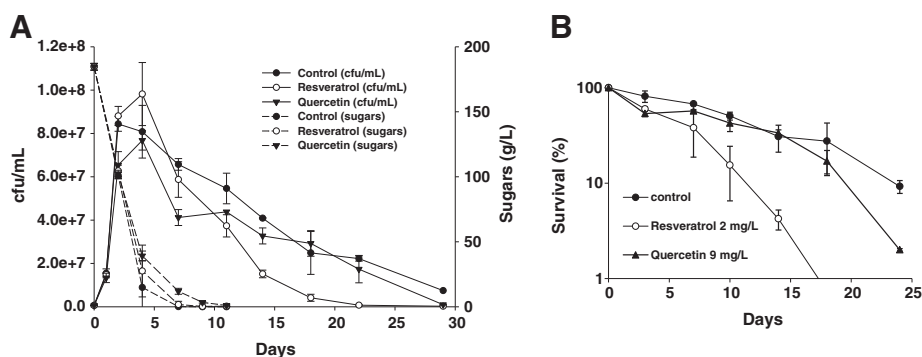 A
1.2e+8
1.0e+8
8.0e+7
6.0e+7
4.0e+7
2.0e+7
0.0
cfu/mL
0 5 10 15 20 25 30
Days
200
150
100
50
0
Sugars (g/L)
Control (cfu/mL)
Resveratrol (cfu/mL)
Quercetin (cfu/mL)
Control (sugars)
Resveratrol (sugars)
Quercetin (sugars)
B
100
10
1
Survival (%)
control
Resveratrol 2 mg/L
Quercetin 9 mg/L
0 5 10 15 20 25
Days